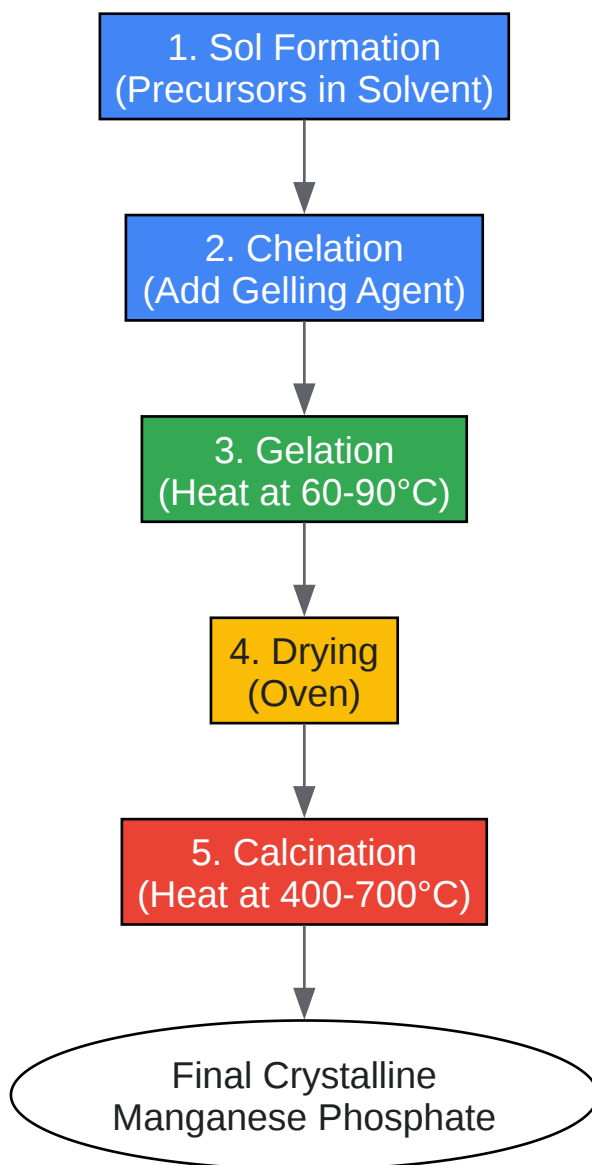 1. Sol Formation
(Precursors in Solvent)
2. Chelation
(Add Gelling Agent)
3. Gelation
(Heat at 60-90°C)
4. Drying
(Oven)
5. Calcination
(Heat at 400-700°C)
Final Crystalline
Manganese Phosphate